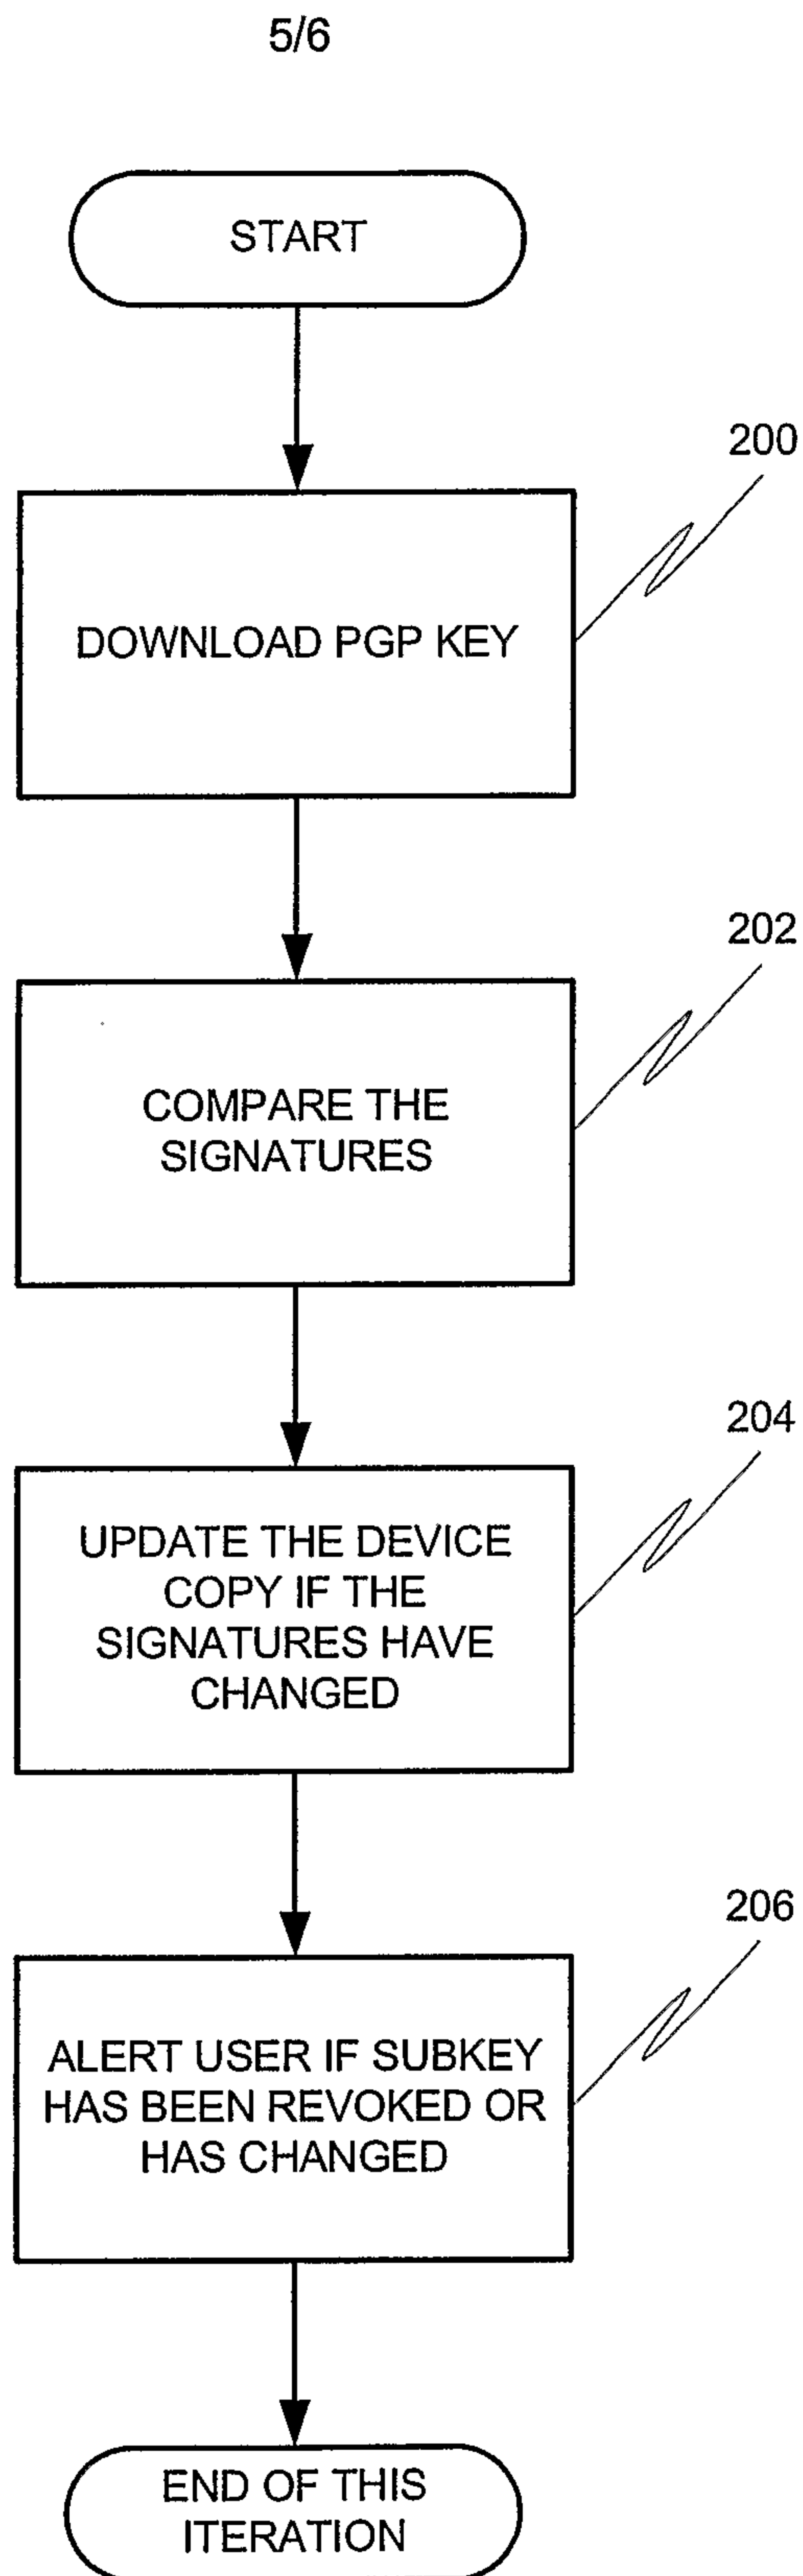 5/6
START
200
DOWNLOAD PGP KEY
202
COMPARE THE
SIGNATURES
204
UPDATE THE DEVICE
COPY IF THE
SIGNATURES HAVE
CHANGED
206
ALERT USER IF SUBKEY
HAS BEEN REVOKED OR
HAS CHANGED
END OF THIS
ITERATION